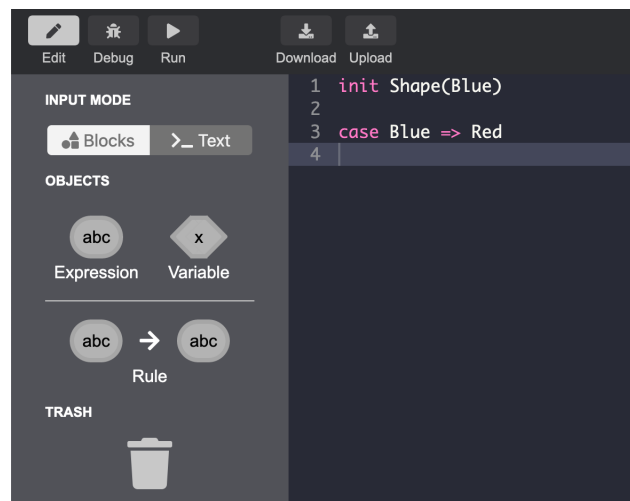 Edit Debug Run Download Upload
INPUT MODE
Blocks >_ Text
OBJECTS
abc x
Expression Variable
abc → abc
Rule
TRASH
1 init Shape(Blue)
2
3 case Blue => Red
4